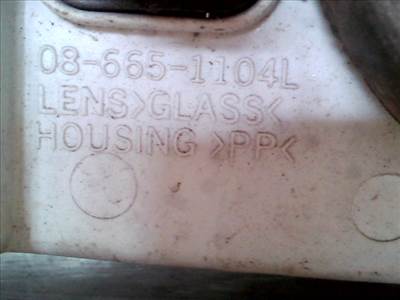 08-665-1104L
LENS>GLASS<
HOUSING >PP<